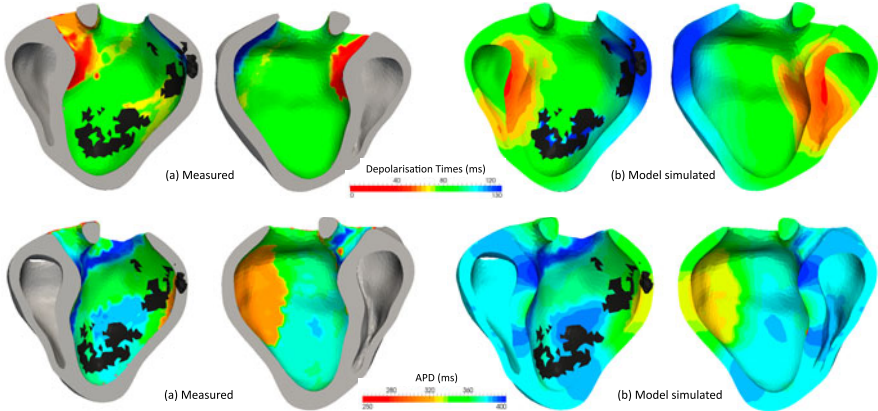 (a) Measured
Depolarisation Times (ms)
0 40 80 120 130
(b) Model simulated
(a) Measured
APD (ms)
250 280 320 360 400
(b) Model simulated